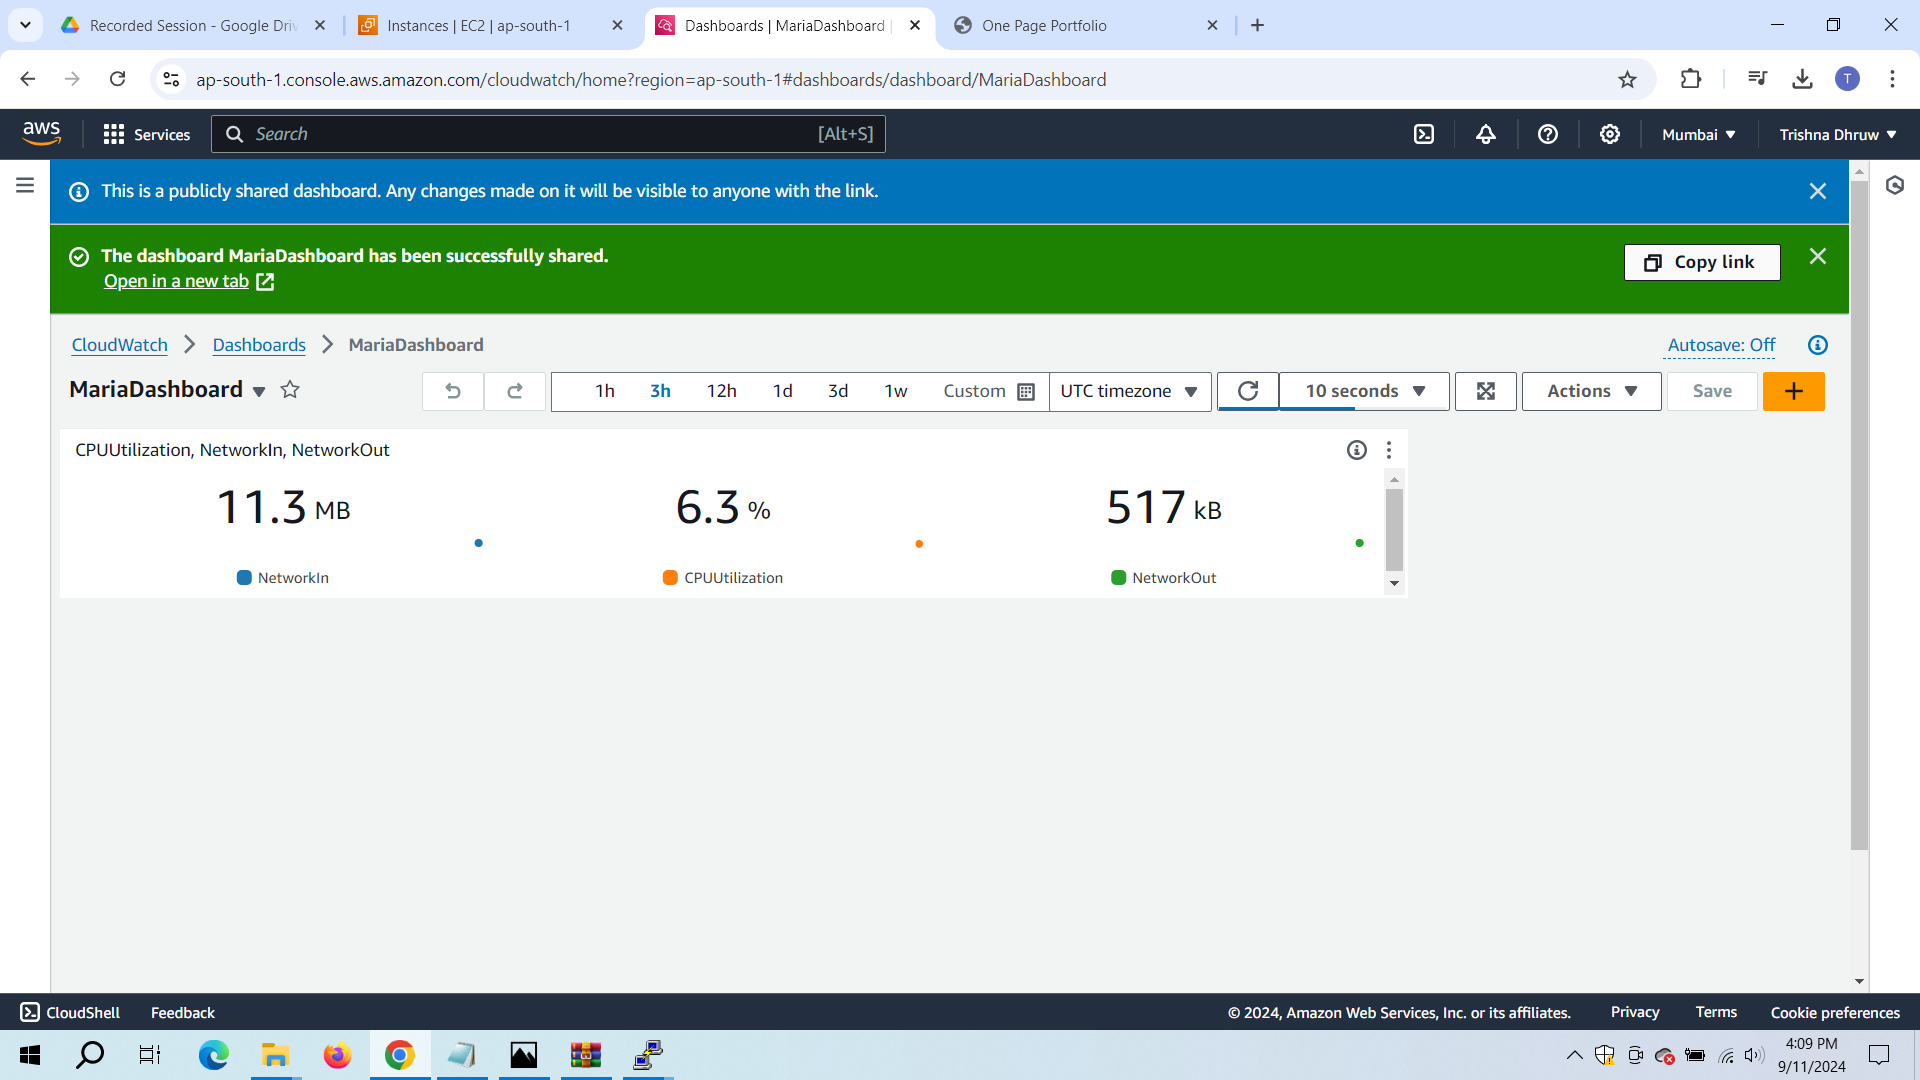 Recorded Session - Google Driv
Instances | EC2 | ap-south-1
Dashboards | MariaDashboard |
One Page Portfolio
ap-south-1.console.aws.amazon.com/cloudwatch/home?region=ap-south-1#dashboards/dashboard/MariaDashboard
T
aws
Services
Search
[Alt+S]
Mumbai
Trishna Dhruw
This is a publicly shared dashboard. Any changes made on it will be visible to anyone with the link.
The dashboard MariaDashboard has been successfully shared.
Open in a new tab
Copy link
CloudWatch
Dashboards
MariaDashboard
Autosave: Off
MariaDashboard
1h
3h
12h
1d
3d
1w
Custom
UTC timezone
10 seconds
Actions
Save
CPUUtilization, NetworkIn, NetworkOut
11.3 MB
6.3 %
517 kB
NetworkIn
CPUUtilization
NetworkOut
CloudShell
Feedback
© 2024, Amazon Web Services, Inc. or its affiliates.
Privacy
Terms
Cookie preferences
4:09 PM
9/11/2024